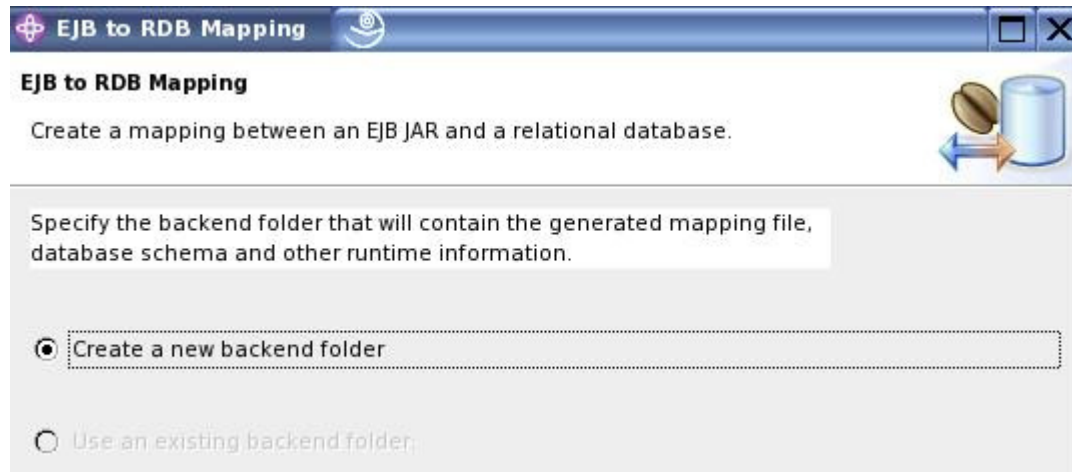 EJB to RDB Mapping
EJB to RDB Mapping
Create a mapping between an EJB JAR and a relational database.
Specify the backend folder that will contain the generated mapping file,
database schema and other runtime information.
Create a new backend folder
Use an existing backend folder.